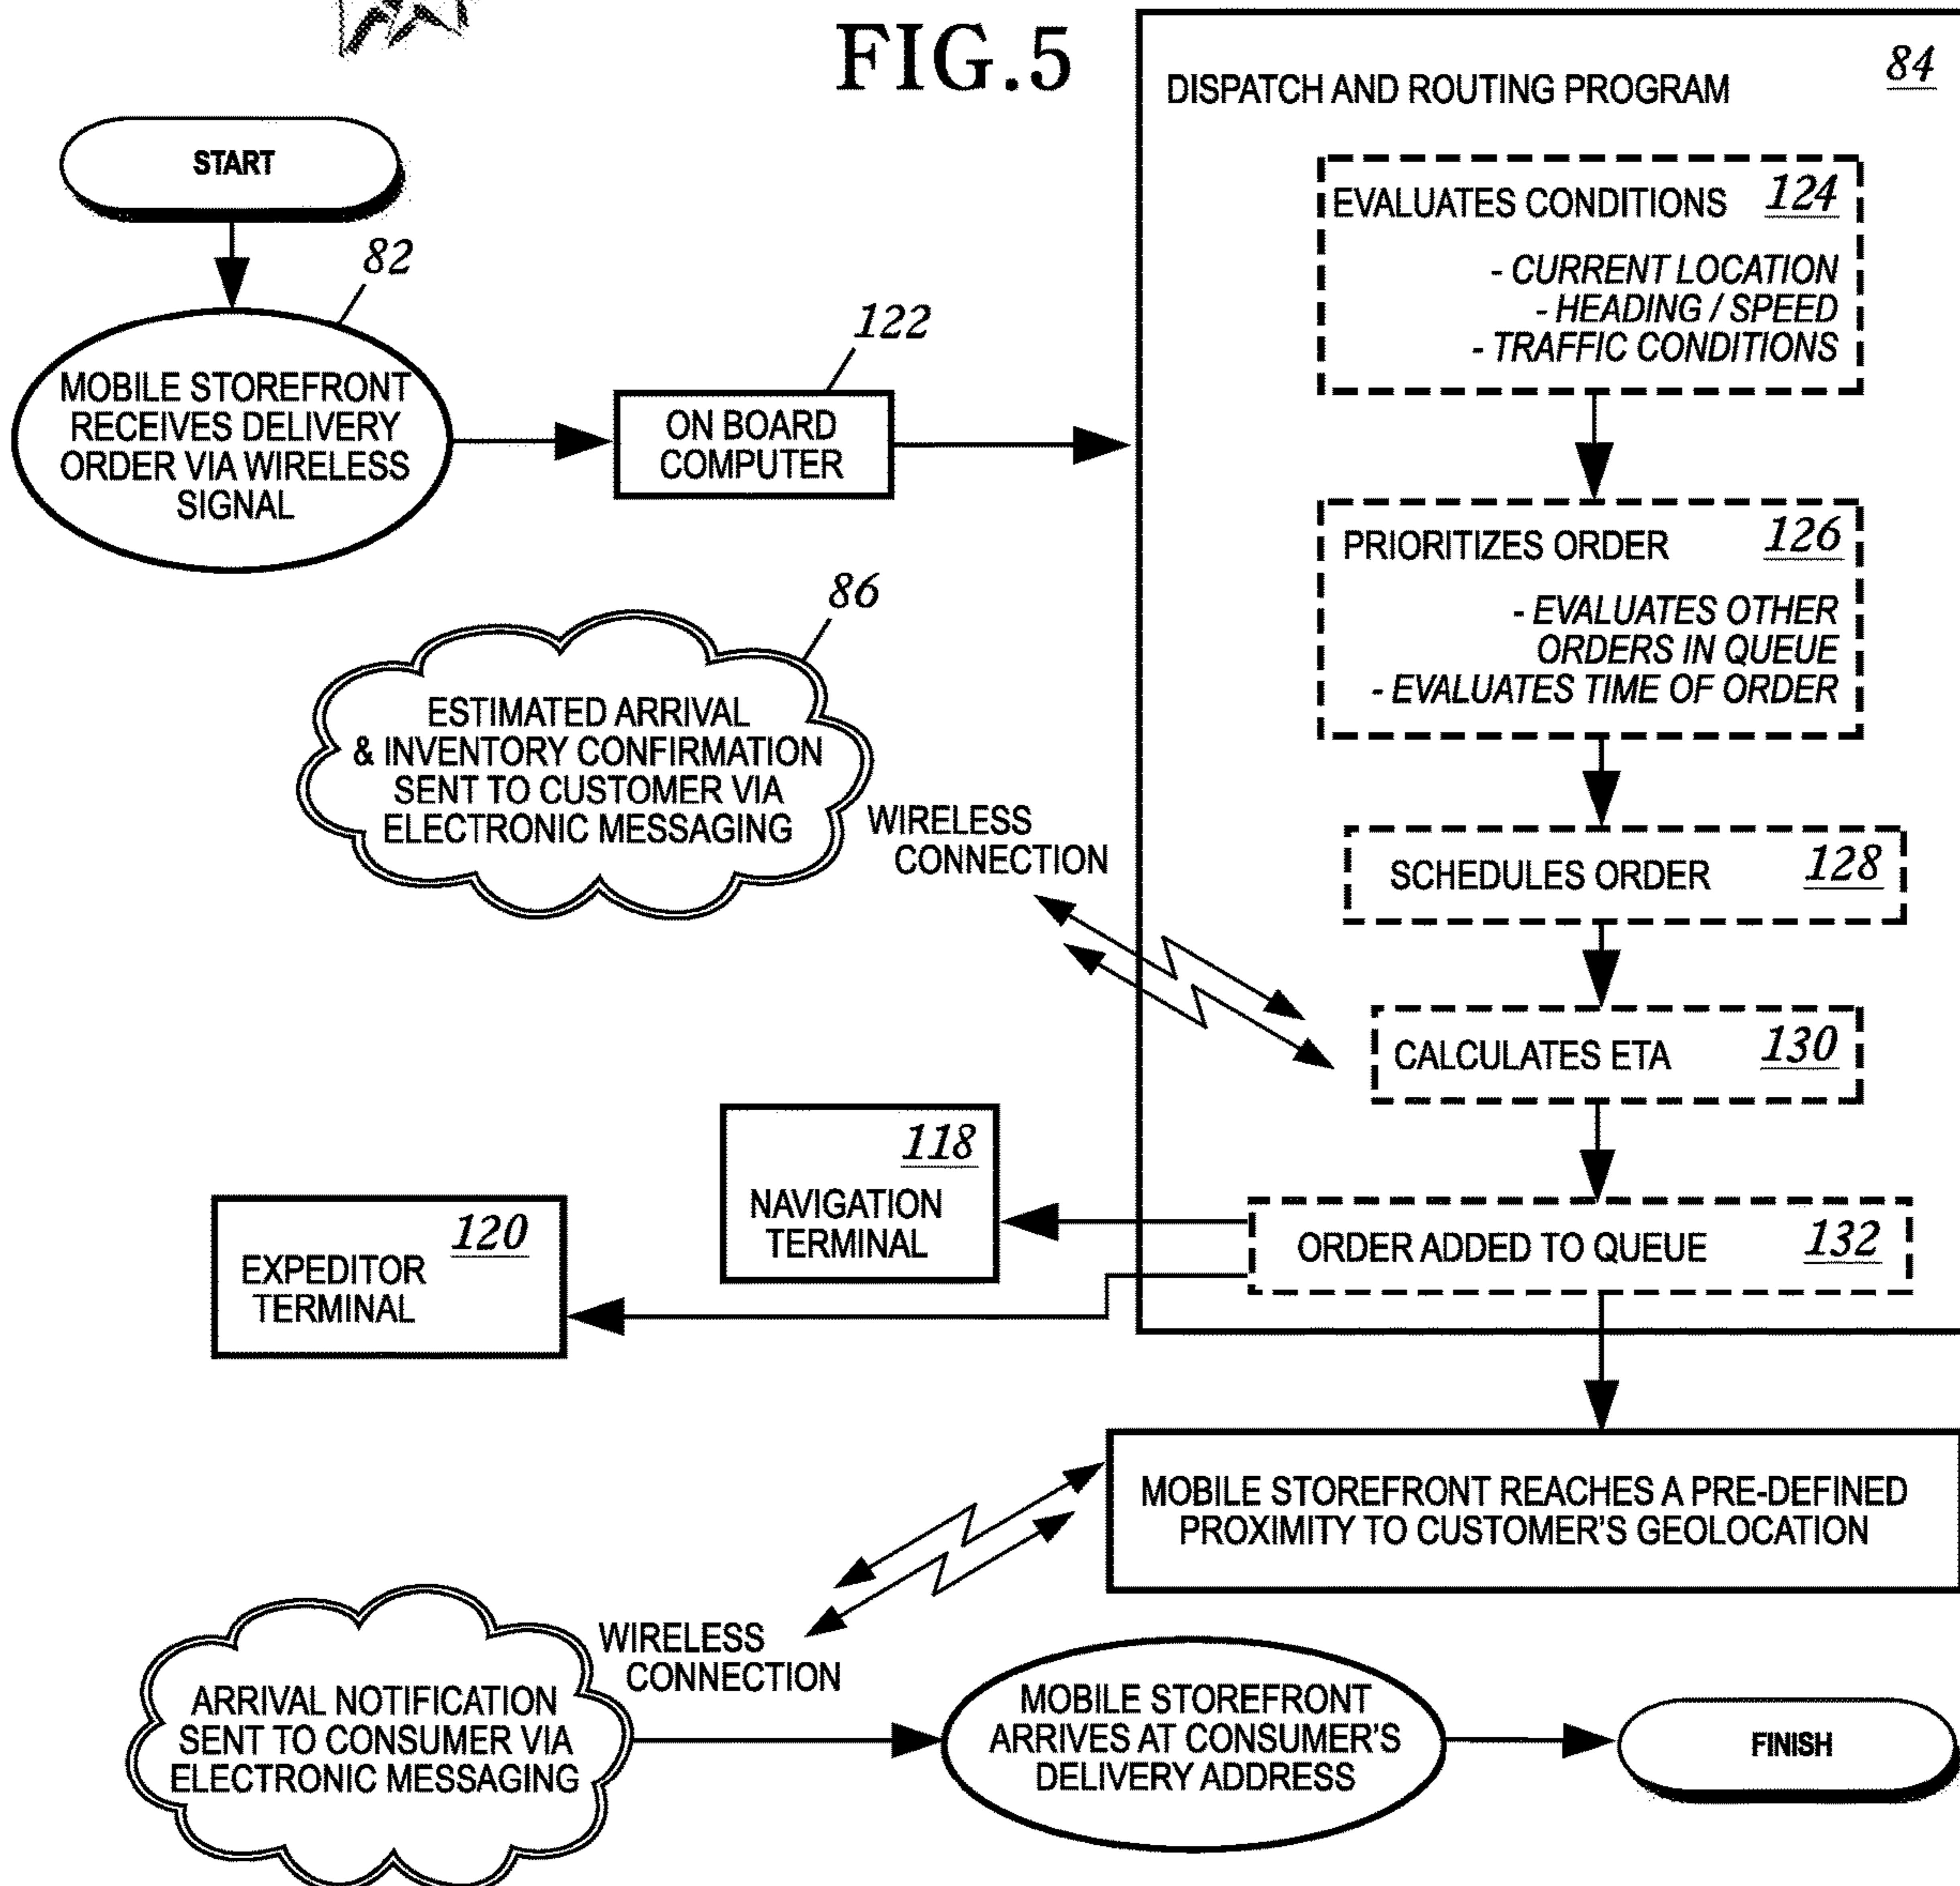 FIG.5
START
82
MOBILE STOREFRONT
RECEIVES DELIVERY
ORDER VIA WIRELESS
SIGNAL
122
ON BOARD
COMPUTER
DISPATCH AND ROUTING PROGRAM
84
EVALUATES CONDITIONS 124
- CURRENT LOCATION
- HEADING / SPEED
- TRAFFIC CONDITIONS
PRIORITIZES ORDER 126
- EVALUATES OTHER
ORDERS IN QUEUE
- EVALUATES TIME OF ORDER
SCHEDULES ORDER 128
CALCULATES ETA 130
ORDER ADDED TO QUEUE 132
86
ESTIMATED ARRIVAL
& INVENTORY CONFIRMATION
SENT TO CUSTOMER VIA
ELECTRONIC MESSAGING
WIRELESS
CONNECTION
118
NAVIGATION
TERMINAL
120
EXPEDITOR
TERMINAL
MOBILE STOREFRONT REACHES A PRE-DEFINED
PROXIMITY TO CUSTOMER'S GEOLOCATION
WIRELESS
CONNECTION
ARRIVAL NOTIFICATION
SENT TO CONSUMER VIA
ELECTRONIC MESSAGING
MOBILE STOREFRONT
ARRIVES AT CONSUMER'S
DELIVERY ADDRESS
FINISH